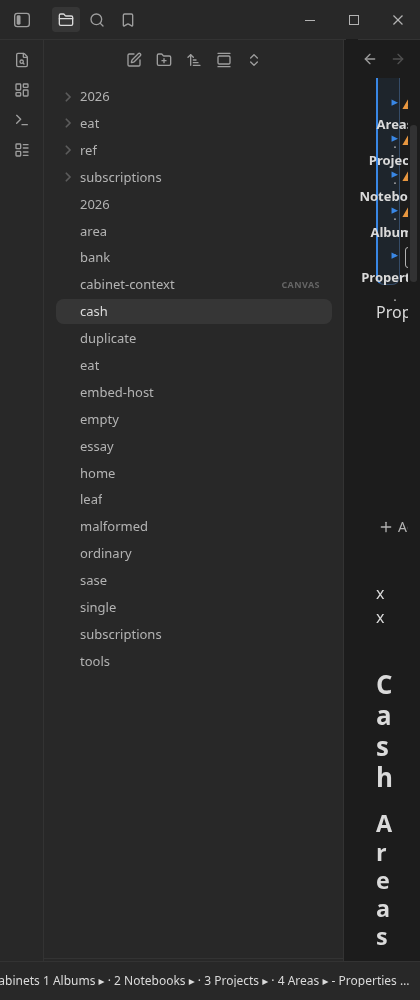 2026
eat
ref
subscriptions
2026
area
bank
cabinet-context CANVAS
cash
duplicate
eat
embed-host
empty
essay
home
leaf
malformed
ordinary
sase
single
subscriptions
tools
Areas
Projec
Notebo
Album
Propert
Prop
+ A
x
x
C
a
s
h
A
r
e
a
s
abinets 1 Albums ▸ · 2 Notebooks ▸ · 3 Projects ▸ · 4 Areas ▸ - Properties ...